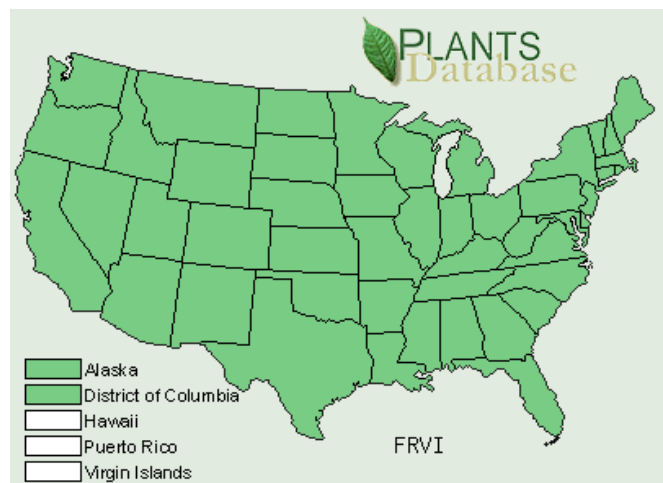 PLANTS
Database
Alaska
District of Columbia
Hawaii
Puerto Rico
Virgin Islands
FRVI